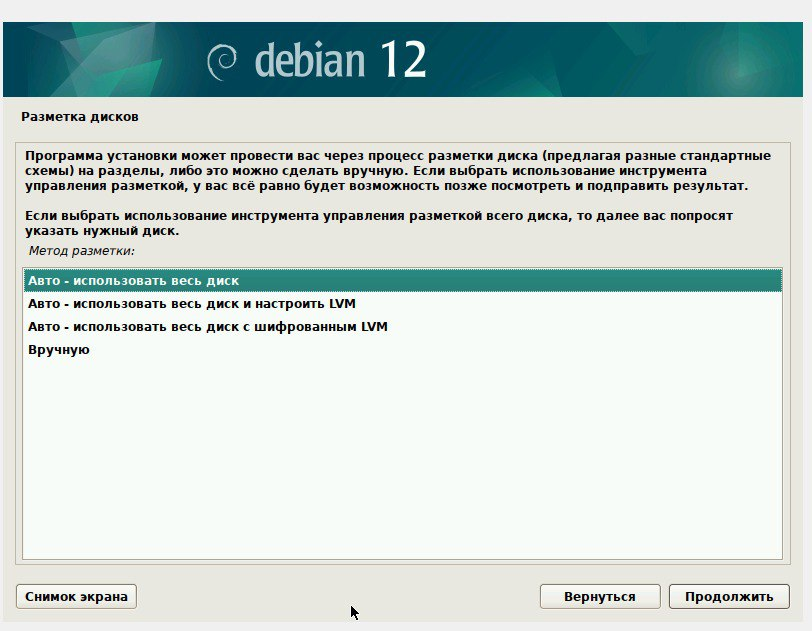 debian 12
Разметка дисков
Программа установки может провести вас через процесс разметки диска (предлагая разные стандартные
схемы) на разделы, либо это можно сделать вручную. Если выбрать использование инструмента
управления разметкой, у вас всё равно будет возможность позже посмотреть и подправить результат.
Если выбрать использование инструмента управления разметкой всего диска, то далее вас попросят
указать нужный диск.
Метод разметки:
Авто - использовать весь диск
Авто - использовать весь диск и настроить LVM
Авто - использовать весь диск с шифрованным LVM
Вручную
Снимок экрана Вернуться Продолжить